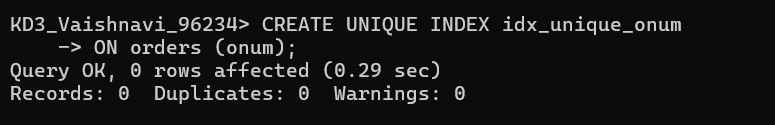 KD3_Vaishnavi_96234> CREATE UNIQUE INDEX idx_unique_onum
    -> ON orders (onum);
Query OK, 0 rows affected (0.29 sec)
Records: 0  Duplicates: 0  Warnings: 0